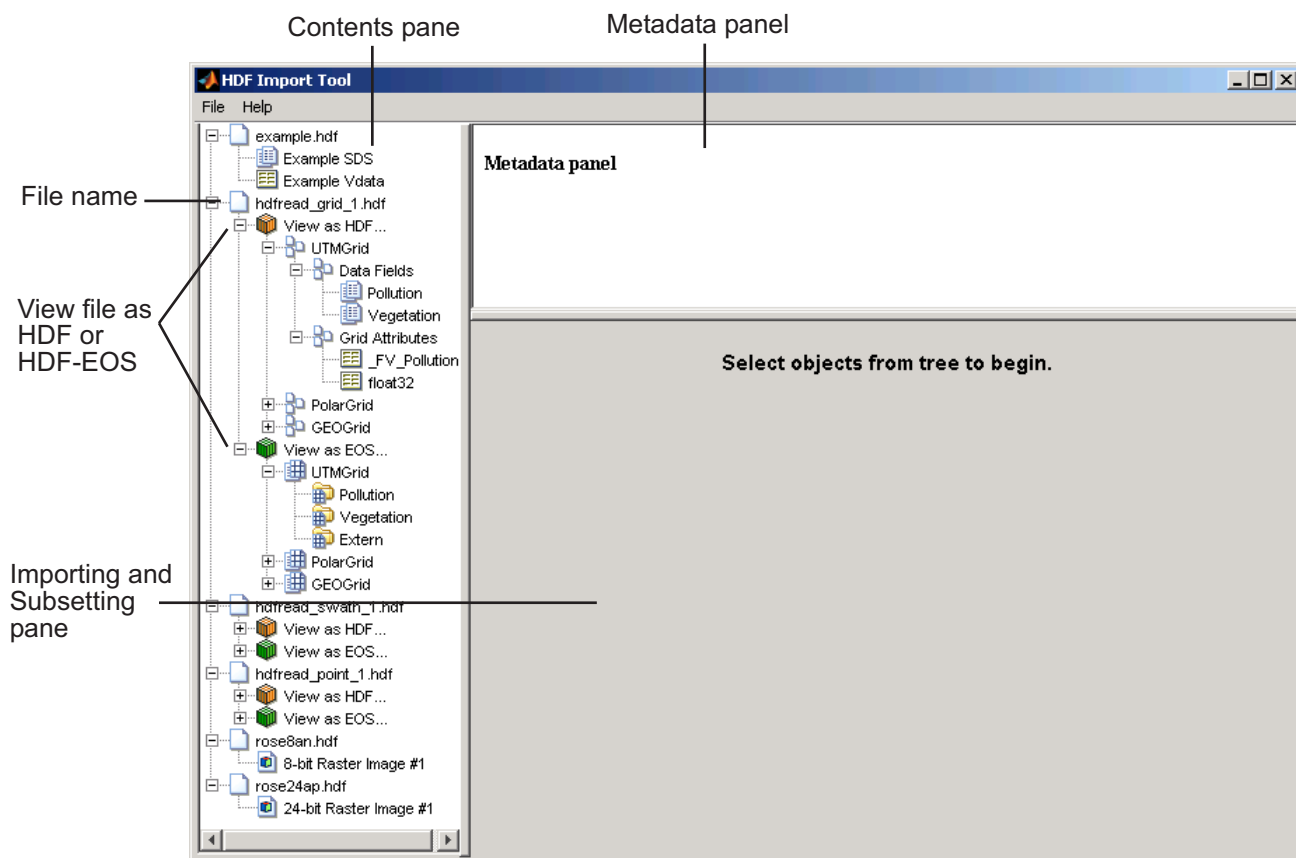 Contents pane
Metadata panel
HDF Import Tool
File Help
example.hdf
Example SDS
Example Vdata
File name
hdfread_grid_1.hdf
View as HDF...
UTMGrid
Data Fields
Pollution
Vegetation
Grid Attributes
_FV_Pollution
float32
PolarGrid
GEOGrid
View as EOS...
UTMGrid
Pollution
Vegetation
Extern
PolarGrid
GEOGrid
hdfread_swath_1.hdf
View as HDF...
View as EOS...
hdfread_point_1.hdf
View as HDF...
View as EOS...
rose8an.hdf
8-bit Raster Image #1
rose24ap.hdf
24-bit Raster Image #1
View file as
HDF or
HDF-EOS
Importing and
Subsetting
pane
Metadata panel
Select objects from tree to begin.